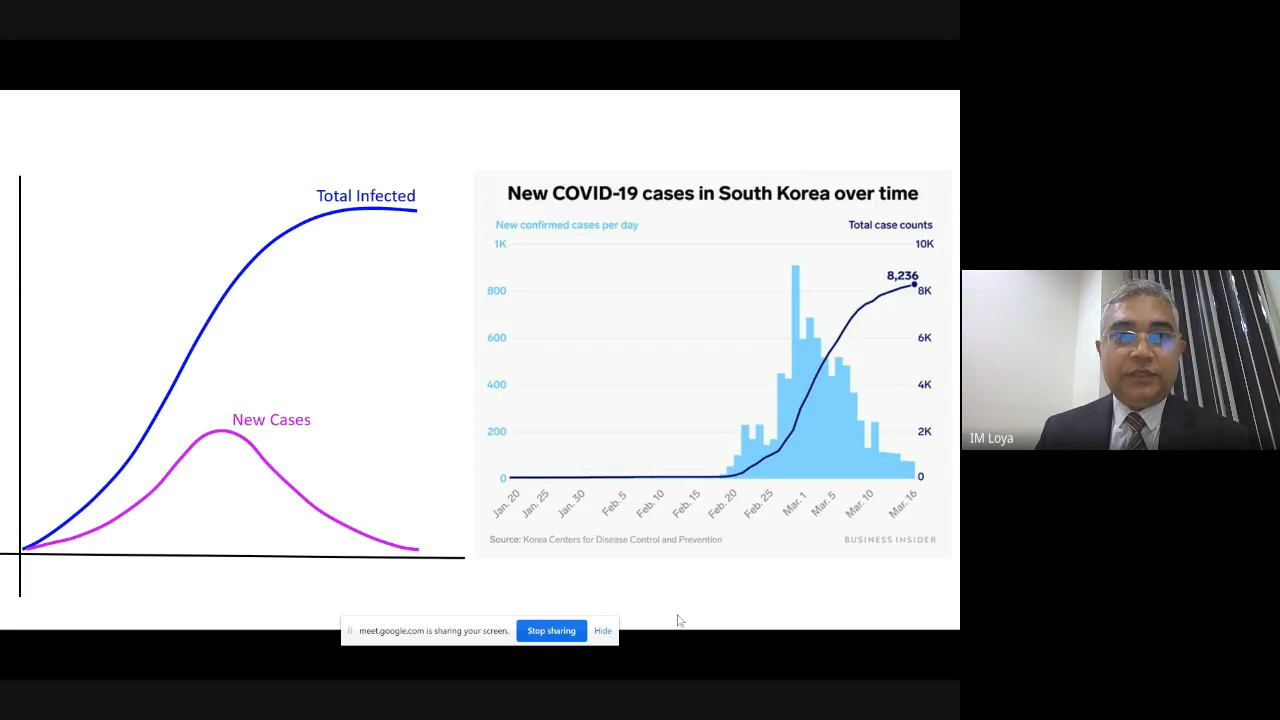 Total Infected
New Cases
New COVID-19 cases in South Korea over time
New confirmed cases per day
Total case counts
1K
10K
8,236
800
8K
600
6K
400
4K
200
2K
0
0
Jan. 20
Jan. 25
Jan. 30
Feb. 5
Feb. 10
Feb. 15
Feb. 20
Feb. 25
Mar. 1
Mar. 5
Mar. 10
Mar. 16
Source: Korea Centers for Disease Control and Prevention
BUSINESS INSIDER
meet.google.com is sharing your screen.
Stop sharing
Hide
IM Loya